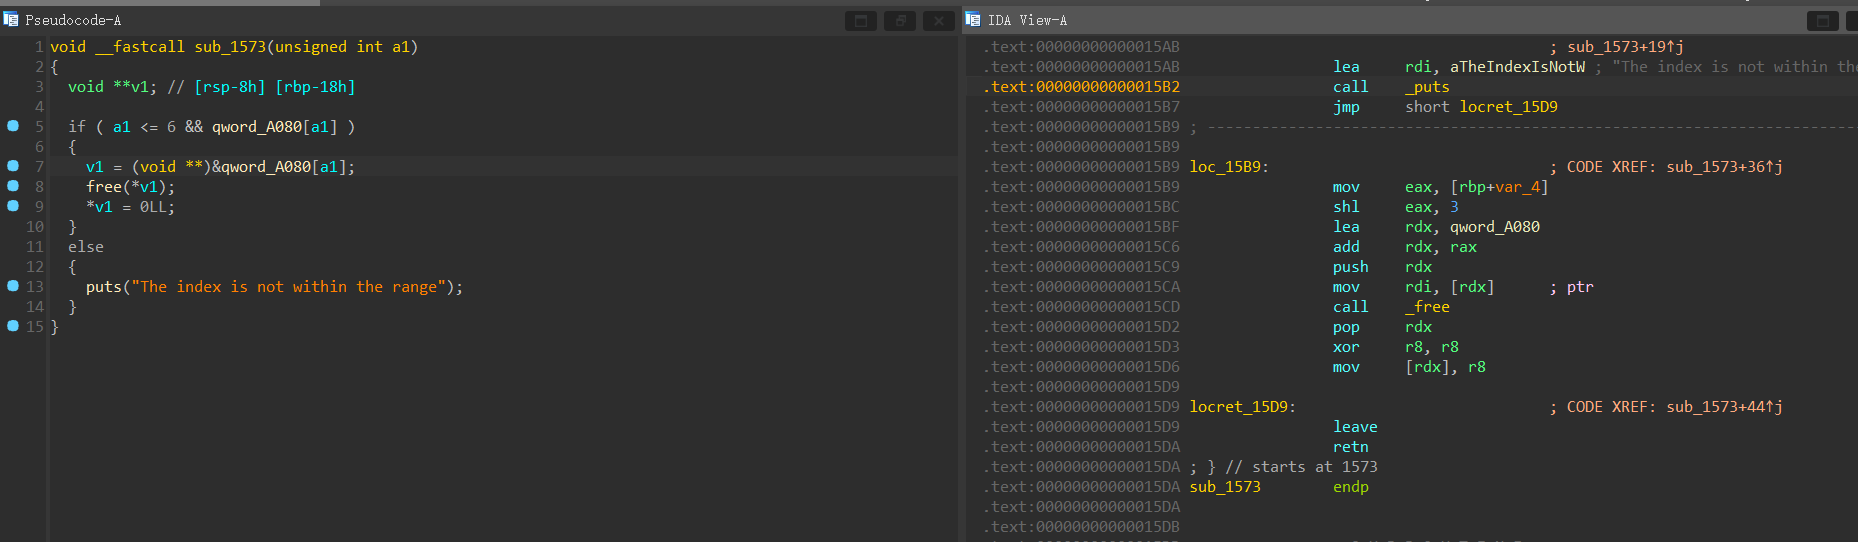 Pseudocode-A
1 void __fastcall sub_1573(unsigned int a1)
2 {
3 void **v1; // [rsp-8h] [rbp-18h]
4
5 if ( a1 <= 6 && qword_A080[a1] )
6 {
7 v1 = (void **)&qword_A080[a1];
8 free(*v1);
9 *v1 = 0LL;
10 }
11 else
12 {
13 puts("The index is not within the range");
14 }
15 }
IDA View-A
.text:00000000000015AB ; sub_1573+19↑j
.text:00000000000015AB lea rdi, aTheIndexIsNotW ; "The index is not within the
.text:00000000000015B2 call _puts
.text:00000000000015B7 jmp short locret_15D9
.text:00000000000015B9 ; ---------------------------------------------------------------------------
.text:00000000000015B9
.text:00000000000015B9 loc_15B9: ; CODE XREF: sub_1573+36↑j
.text:00000000000015B9 mov eax, [rbp+var_4]
.text:00000000000015BC shl eax, 3
.text:00000000000015BF lea rdx, qword_A080
.text:00000000000015C6 add rdx, rax
.text:00000000000015C9 push rdx
.text:00000000000015CA mov rdi, [rdx] ; ptr
.text:00000000000015CD call _free
.text:00000000000015D2 pop rdx
.text:00000000000015D3 xor r8, r8
.text:00000000000015D6 mov [rdx], r8
.text:00000000000015D9
.text:00000000000015D9 locret_15D9: ; CODE XREF: sub_1573+44↑j
.text:00000000000015D9 leave
.text:00000000000015DA retn
.text:00000000000015DA ; } // starts at 1573
.text:00000000000015DA sub_1573 endp
.text:00000000000015DA
.text:00000000000015DB